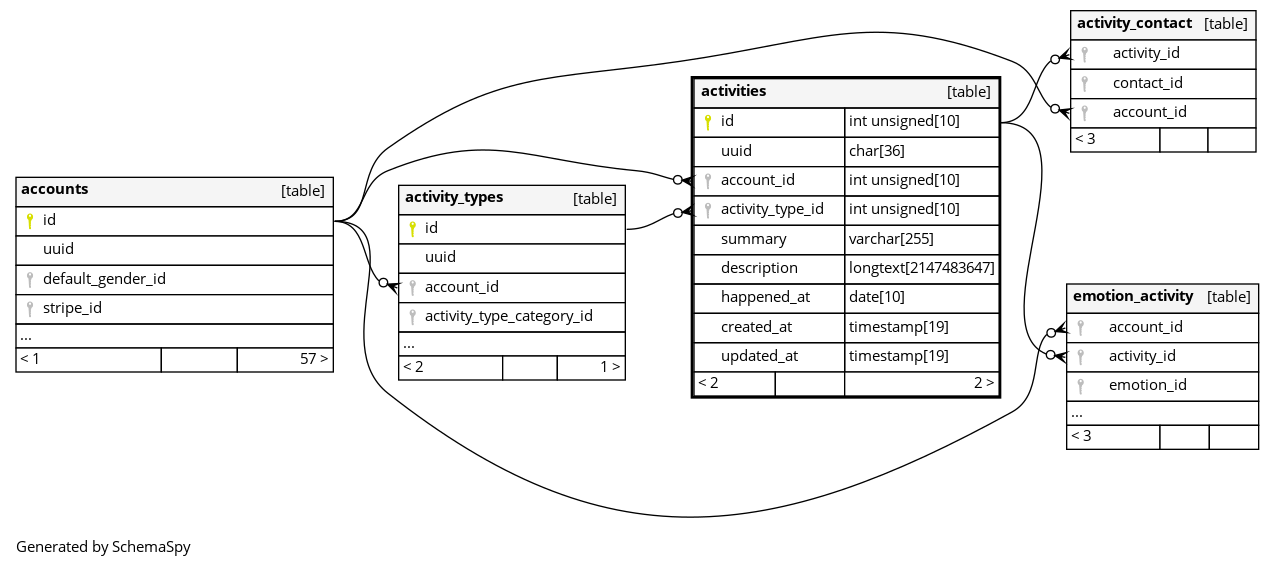 accounts [table]
id
uuid
default_gender_id
stripe_id
...
< 1 57 >
activity_types [table]
id
uuid
account_id
activity_type_category_id
...
< 2 1 >
activities [table]
id int unsigned[10]
uuid char[36]
account_id int unsigned[10]
activity_type_id int unsigned[10]
summary varchar[255]
description longtext[2147483647]
happened_at date[10]
created_at timestamp[19]
updated_at timestamp[19]
< 2 2 >
activity_contact [table]
activity_id
contact_id
account_id
< 3
emotion_activity [table]
account_id
activity_id
emotion_id
...
< 3
Generated by SchemaSpy